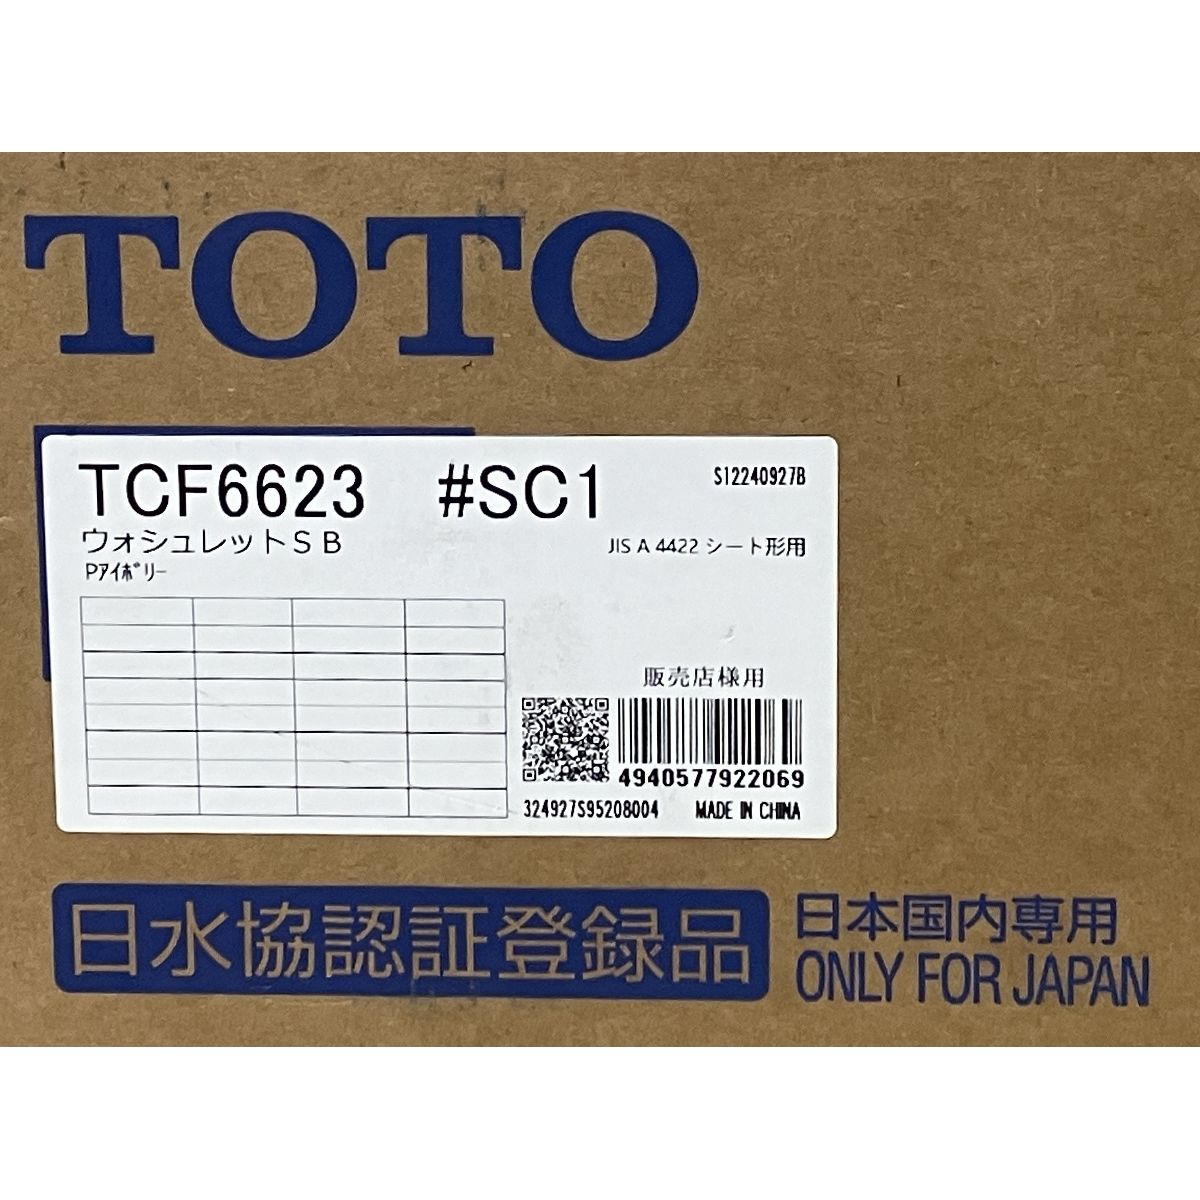 TOTO
TCF6623 #SC1
S12240927B
ウォシュレットSB
JIS A 4422 シート形用
Pアイボリー
販売店様用
4940577922069
324927S95208004
MADE IN CHINA
日水協認証登録品
日本国内専用
ONLY FOR JAPAN